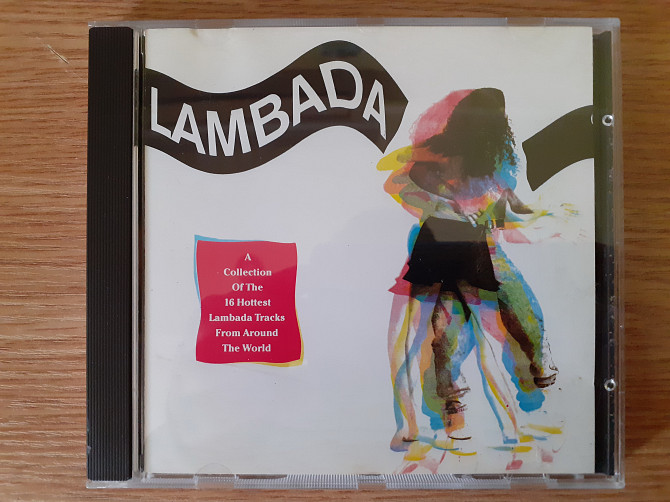 LAMBADA
A
Collection
Of The
16 Hottest
Lambada Tracks
From Around
The World